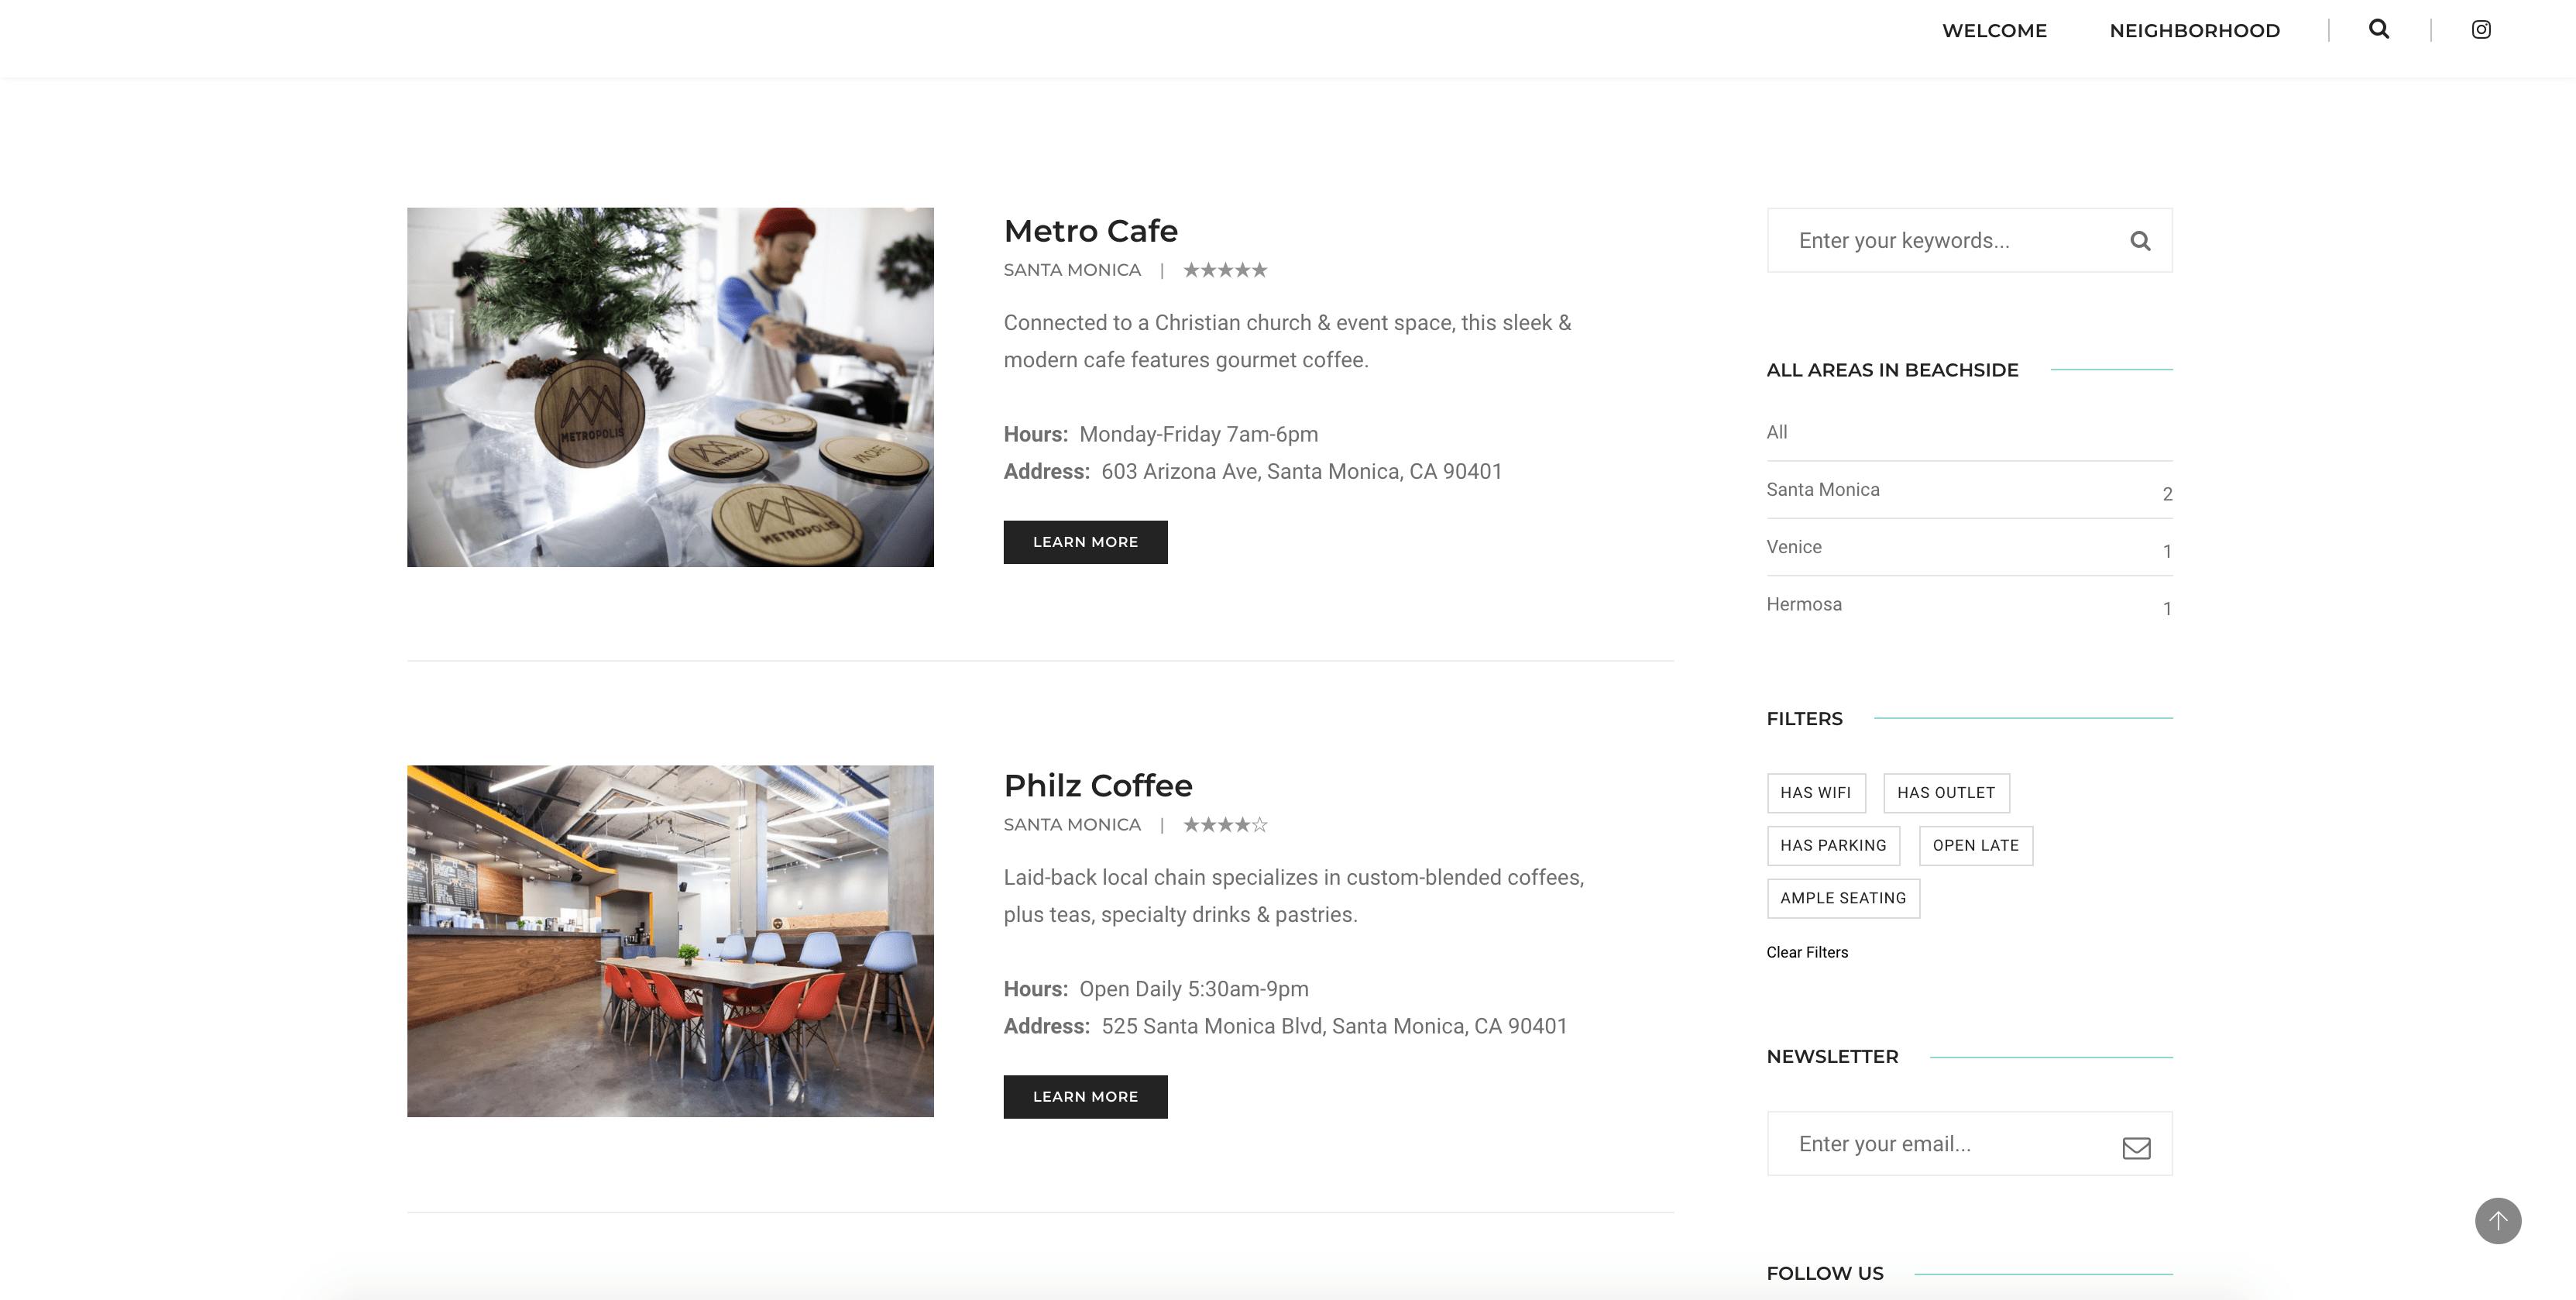 WELCOME
NEIGHBORHOOD
METROPOLIS
METROPOLIS
METROPOLIS
Metro Cafe
SANTA MONICA | ★★★★★
Connected to a Christian church & event space, this sleek &
modern cafe features gourmet coffee.
Hours: Monday-Friday 7am-6pm
Address: 603 Arizona Ave, Santa Monica, CA 90401
LEARN MORE
Philz Coffee
SANTA MONICA | ★★★★☆
Laid-back local chain specializes in custom-blended coffees,
plus teas, specialty drinks & pastries.
Hours: Open Daily 5:30am-9pm
Address: 525 Santa Monica Blvd, Santa Monica, CA 90401
LEARN MORE
Enter your keywords...
ALL AREAS IN BEACHSIDE
All
Santa Monica 2
Venice 1
Hermosa 1
FILTERS
HAS WIFI HAS OUTLET
HAS PARKING OPEN LATE
AMPLE SEATING
Clear Filters
NEWSLETTER
Enter your email...
FOLLOW US